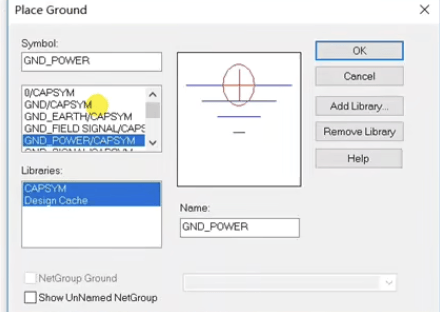 Place Ground
Symbol:
GND_POWER
0/CAPSYM
GND/CAPSYM
GND_EARTH/CAPSYM
GND_FIELD SIGNAL/CAPS
GND_POWER/CAPSYM
Libraries:
CAPSYM
Design Cache
Name:
GND_POWER
OK
Cancel
Add Library...
Remove Library
Help
NetGroup Ground
Show UnNamed NetGroup